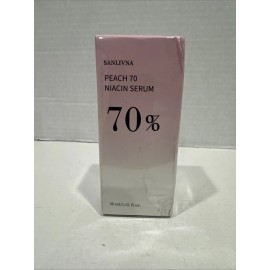 SANLIVNA
PEACH 70
NIACIN SERUM
70%